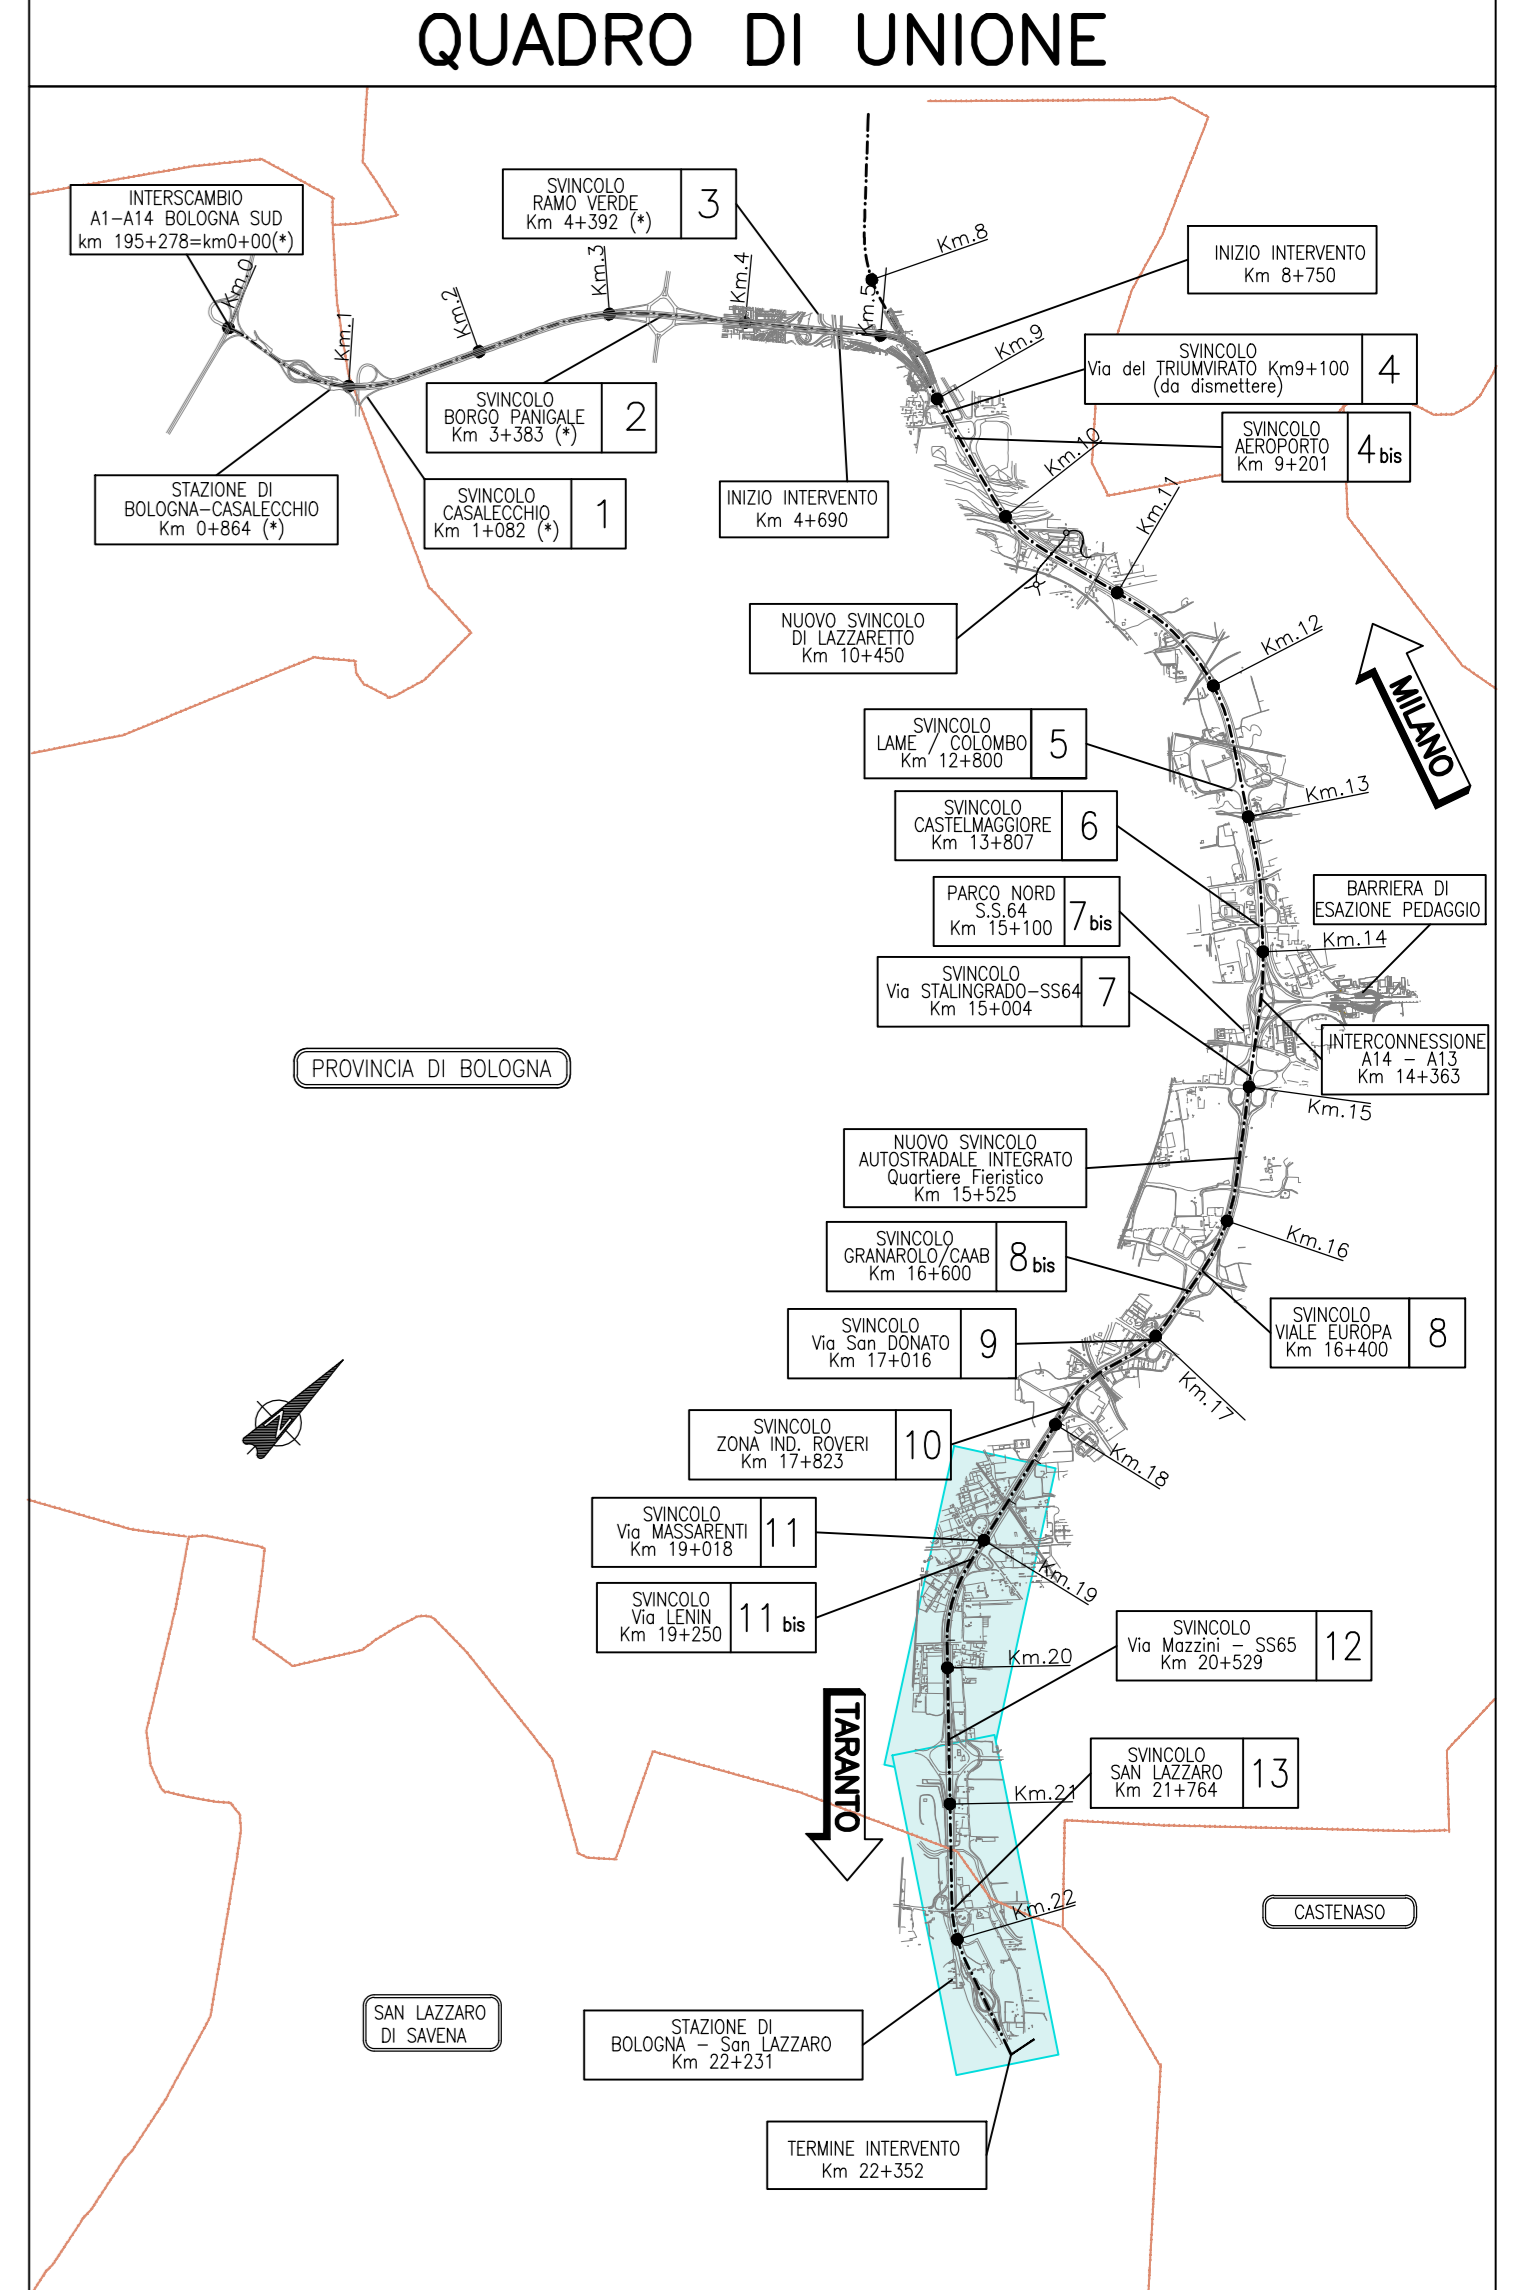 QUADRO DI UNIONE
INTERSCAMBIO
A1-A14 BOLOGNA SUD
km 195+278=km0+00(*)
SVINCOLO
RAMO VERDE
Km 4+392 (*)
3
Km.8
INIZIO INTERVENTO
Km 8+750
Km.0
Km.1
Km.2
Km.3
Km.4
Km.5
Km.9
SVINCOLO
Via del TRIUMVIRATO Km9+100
(da dismettere)
4
SVINCOLO
BORGO PANIGALE
Km 3+383 (*)
2
SVINCOLO
AEROPORTO
Km 9+201
4 bis
Km.10
STAZIONE DI
BOLOGNA-CASALECCHIO
Km 0+864 (*)
SVINCOLO
CASALECCHIO
Km 1+082 (*)
1
INIZIO INTERVENTO
Km 4+690
Km.11
NUOVO SVINCOLO
DI LAZZARETTO
Km 10+450
Km.12
MILANO
SVINCOLO
LAME / COLOMBO
Km 12+800
5
Km.13
SVINCOLO
CASTELMAGGIORE
Km 13+807
6
PARCO NORD
S.S.64
Km 15+100
7 bis
BARRIERA DI
ESAZIONE PEDAGGIO
Km.14
SVINCOLO
Via STALINGRADO-SS64
Km 15+004
7
INTERCONNESSIONE
A14 - A13
Km 14+363
PROVINCIA DI BOLOGNA
Km.15
NUOVO SVINCOLO
AUTOSTRADALE INTEGRATO
Quartiere Fieristico
Km 15+525
Km.16
SVINCOLO
GRANAROLO/CAAB
Km 16+600
8 bis
SVINCOLO
VIALE EUROPA
Km 16+400
8
SVINCOLO
Via San DONATO
Km 17+016
9
Km.17
SVINCOLO
ZONA IND. ROVERI
Km 17+823
10
Km.18
SVINCOLO
Via MASSARENTI
Km 19+018
11
Km.19
SVINCOLO
Via LENIN
Km 19+250
11 bis
SVINCOLO
Via Mazzini - SS65
Km 20+529
12
Km.20
TARANTO
SVINCOLO
SAN LAZZARO
Km 21+764
13
Km.21
Km.22
CASTENASO
SAN LAZZARO
DI SAVENA
STAZIONE DI
BOLOGNA - San LAZZARO
Km 22+231
TERMINE INTERVENTO
Km 22+352